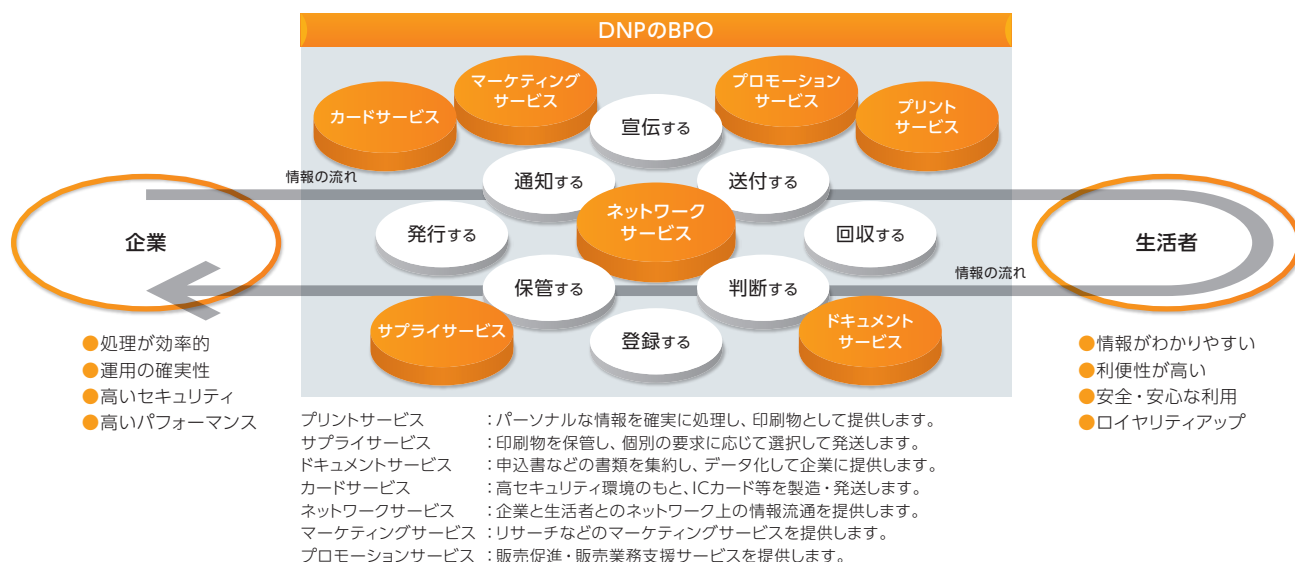 DNPのBPO
マーケティング
サービス
プロモーション
サービス
カードサービス
プリント
サービス
宣伝する
情報の流れ
通知する
送付する
ネットワーク
サービス
企業
発行する
回収する
生活者
情報の流れ
保管する
判断する
サプライサービス
登録する
ドキュメント
サービス
●処理が効率的
●運用の確実性
●高いセキュリティ
●高いパフォーマンス
●情報がわかりやすい
●利便性が高い
●安全・安心な利用
●ロイヤリティアップ
プリントサービス ：パーソナルな情報を確実に処理し、印刷物として提供します。
サプライサービス ：印刷物を保管し、個別の要求に応じて選択して発送します。
ドキュメントサービス ：申込書などの書類を集約し、データ化して企業に提供します。
カードサービス ：高セキュリティ環境のもと、ICカード等を製造・発送します。
ネットワークサービス ：企業と生活者とのネットワーク上の情報流通を提供します。
マーケティングサービス ：リサーチなどのマーケティングサービスを提供します。
プロモーションサービス ：販売促進・販売業務支援サービスを提供します。